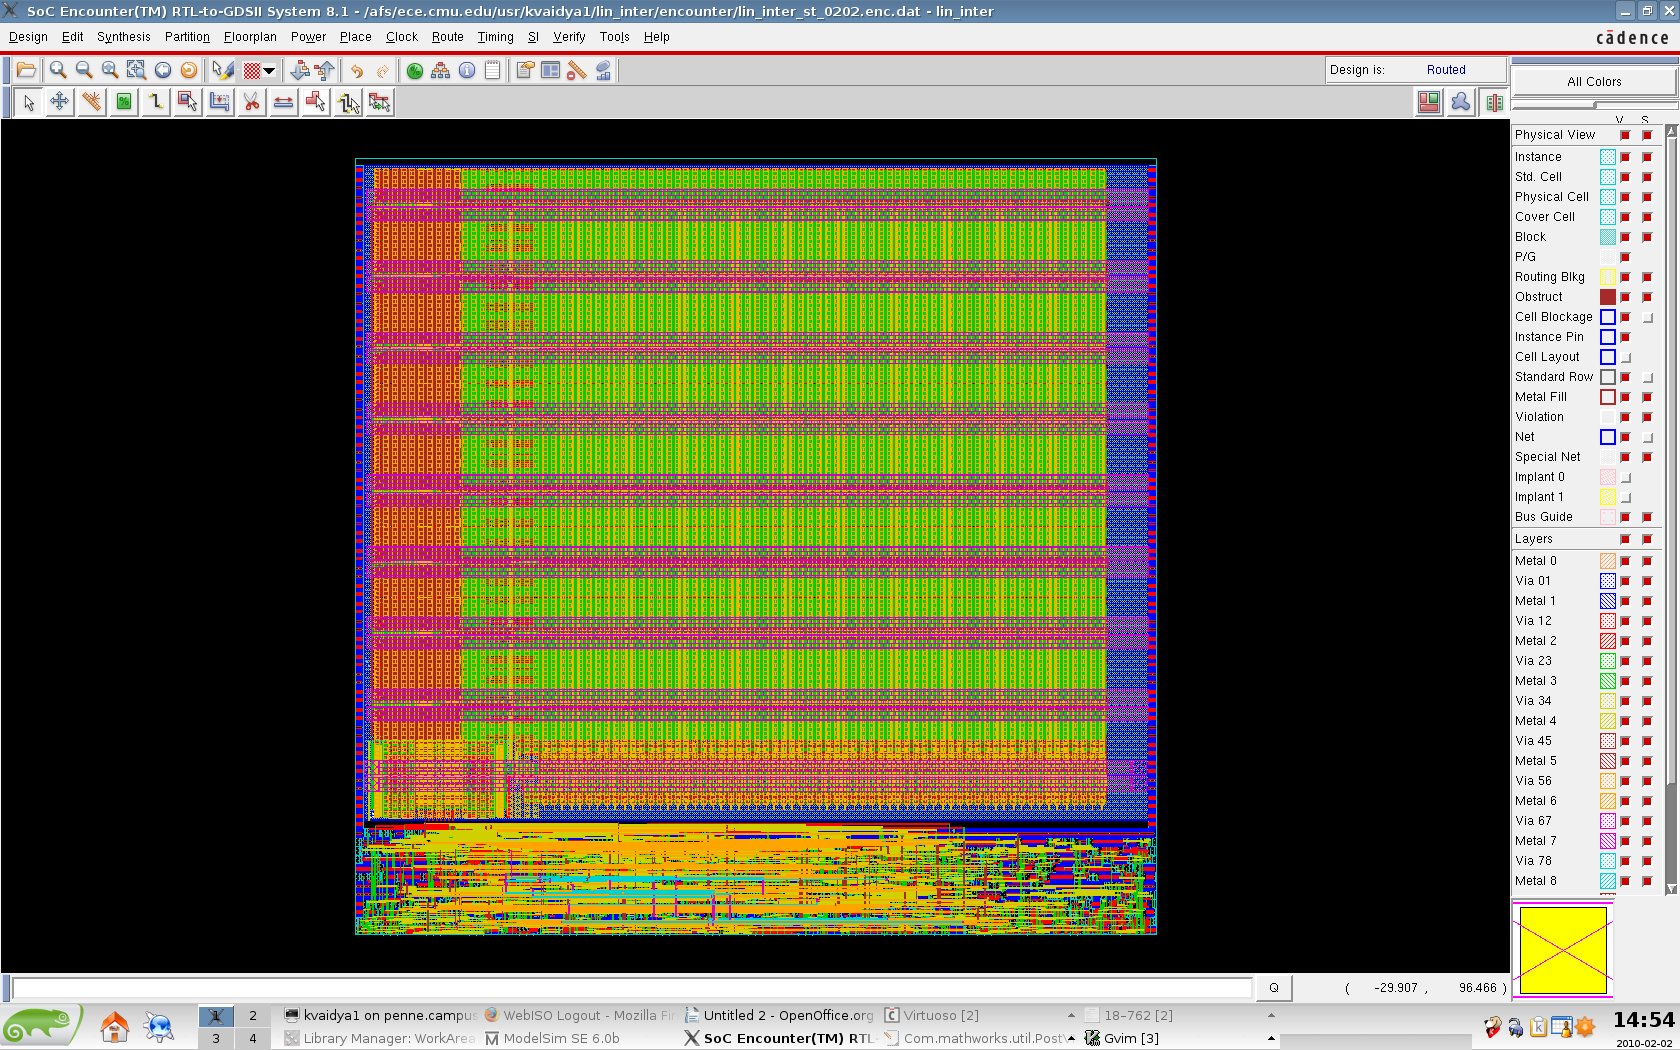 SoC Encounter(TM) RTL-to-GDSII System 8.1 - /afs/ece.cmu.edu/usr/kvaidya1/lin_inter/encounter/lin_inter_st_0202.enc.dat - lin_inter
Design Edit Synthesis Partition Floorplan Power Place Clock Route Timing SI Verify Tools Help
cādence
Design is: Routed
All Colors
V S
Physical View
Instance
Std. Cell
Physical Cell
Cover Cell
Block
P/G
Routing Blkg
Obstruct
Cell Blockage
Instance Pin
Cell Layout
Standard Row
Metal Fill
Violation
Net
Special Net
Implant 0
Implant 1
Bus Guide
Layers
Metal 0
Via 01
Metal 1
Via 12
Metal 2
Via 23
Metal 3
Via 34
Metal 4
Via 45
Metal 5
Via 56
Metal 6
Via 67
Metal 7
Via 78
Metal 8
Q ( -29.907 , 96.466 )
1 2 kvaidya1 on penne.campus WebISO Logout - Mozilla Fir Untitled 2 - OpenOffice.org Virtuoso [2] 18-762 [2]
3 4 Library Manager: WorkArea ModelSim SE 6.0b SoC Encounter(TM) RTL- Com.mathworks.util.PostV Gvim [3]
14:54
2010-02-02